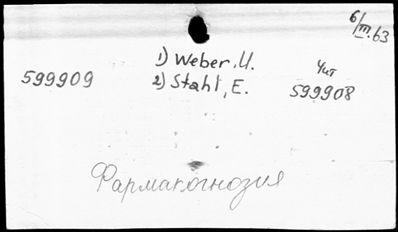 6/III.63
1) Weber, U.
599909 2) Stahl, E. Чит 599908
Фармакогнозия